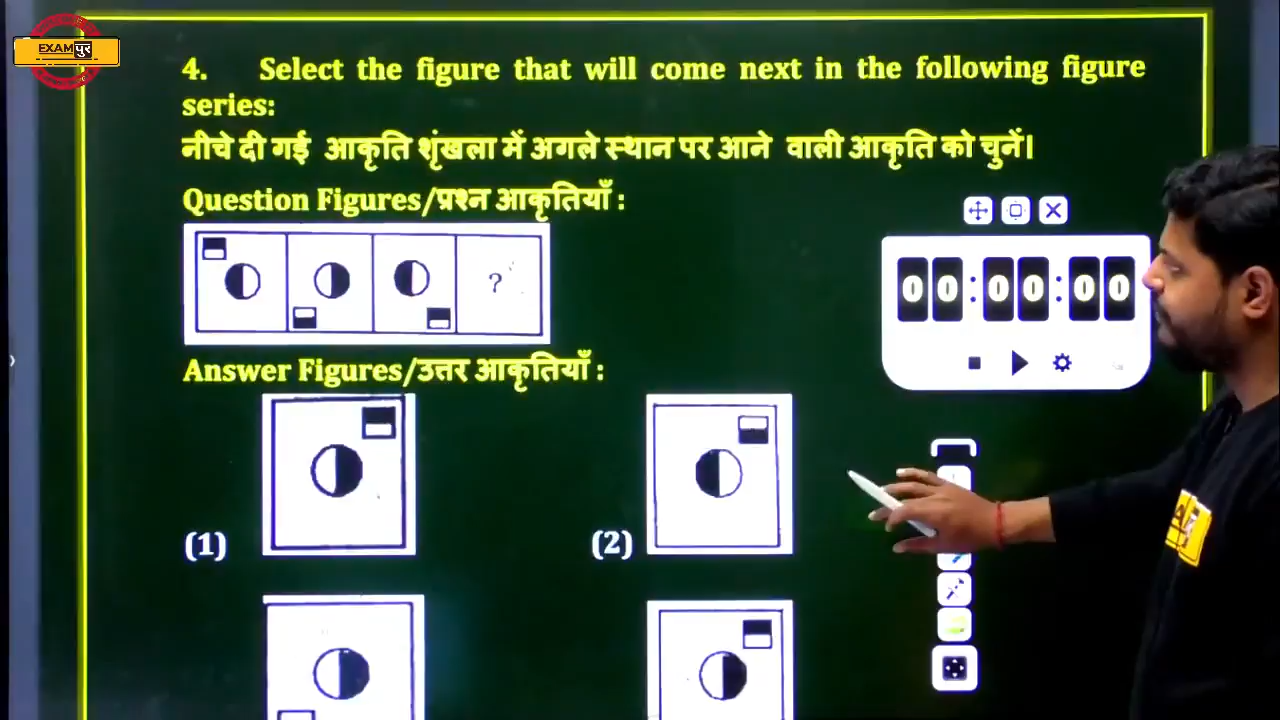 EXAMपुर
4. Select the figure that will come next in the following figure
series:
नीचे दी गई आकृति शृंखला में अगले स्थान पर आने वाली आकृति को चुनें।
Question Figures/प्रश्न आकृतियाँ :
?
00:00:00
Answer Figures/उत्तर आकृतियाँ :
(1)
(2)